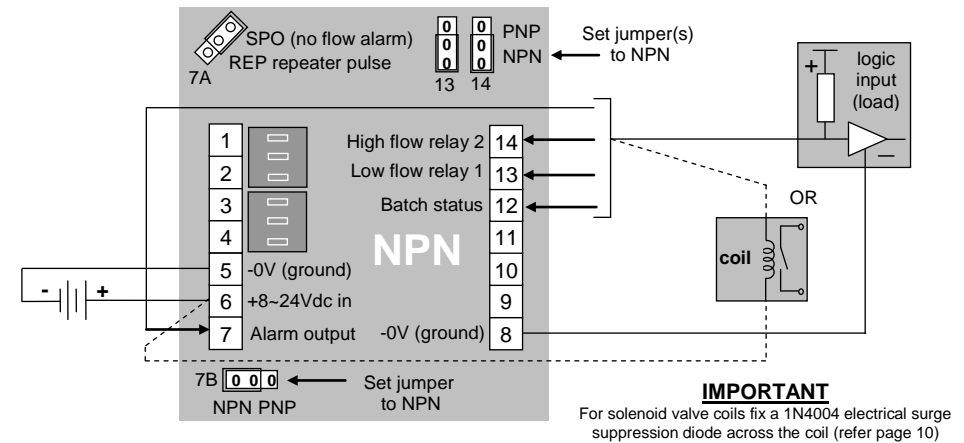 SPO (no flow alarm)
REP repeater pulse
7A
0 0
0 0
0 0
PNP
NPN
13 14
Set jumper(s)
to NPN
+
logic
input
(load)
1
2
3
4
5 -0V (ground)
6 +8~24Vdc in
7 Alarm output
High flow relay 2 14
Low flow relay 1 13
Batch status 12
11
10
9
-0V (ground) 8
NPN
- +
OR
coil
7B 0 0 0
NPN PNP
Set jumper
to NPN
IMPORTANT
For solenoid valve coils fix a 1N4004 electrical surge
suppression diode across the coil (refer page 10)